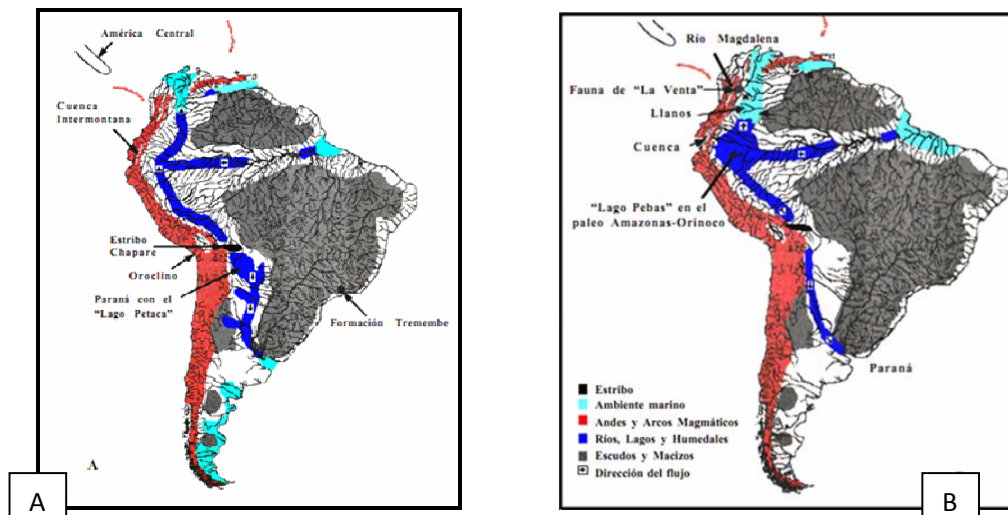 América Central
Cuenca
Intermontana
Estribo
Chapare
Oroclino
Paraná con el
"Lago Petaca"
Formación Tremembe
A
A
Río Magdalena
Fauna de "La Venta"
Llanos
Cuenca
"Lago Pebas" en el
paleo Amazonas-Orinoco
Paraná
Estribo
Ambiente marino
Andes y Arcos Magmáticos
Ríos, Lagos y Humedales
Escudos y Macizos
Dirección del flujo
B